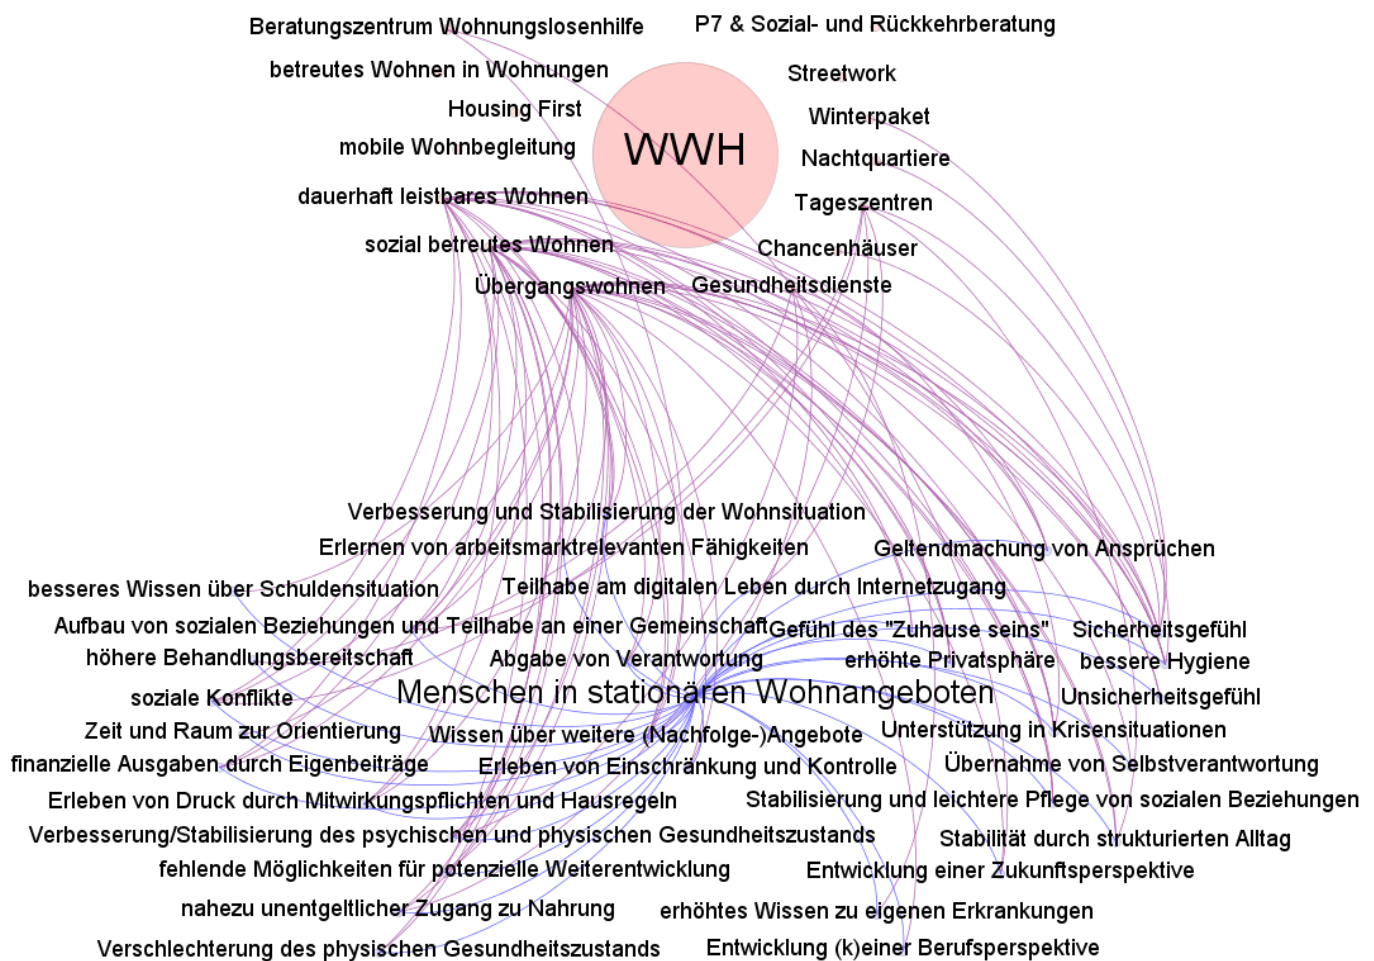 Beratungszentrum Wohnungslosenhilfe
P7 & Sozial- und Rückkehrberatung
betreutes Wohnen in Wohnungen
Streetwork
Housing First
Winterpaket
WWH
mobile Wohnbegleitung
Nachtquartiere
dauerhaft leistbares Wohnen
Tageszentren
sozial betreutes Wohnen
Chancenhäuser
Übergangswohnen
Gesundheitsdienste
Verbesserung und Stabilisierung der Wohnsituation
Erlernen von arbeitsmarktrelevanten Fähigkeiten
Geltendmachung von Ansprüchen
besseres Wissen über Schuldensituation
Teilhabe am digitalen Leben durch Internetzugang
Aufbau von sozialen Beziehungen und Teilhabe an einer Gemeinschaft
Gefühl des "Zuhause seins"
Sicherheitsgefühl
höhere Behandlungsbereitschaft
Abgabe von Verantwortung
erhöhte Privatsphäre
bessere Hygiene
soziale Konflikte
Menschen in stationären Wohnangeboten
Unsicherheitsgefühl
Zeit und Raum zur Orientierung
Wissen über weitere (Nachfolge-)Angebote
Unterstützung in Krisensituationen
finanzielle Ausgaben durch Eigenbeiträge
Erleben von Einschränkung und Kontrolle
Übernahme von Selbstverantwortung
Erleben von Druck durch Mitwirkungspflichten und Hausregeln
Stabilisierung und leichtere Pflege von sozialen Beziehungen
Verbesserung/Stabilisierung des psychischen und physischen Gesundheitszustands
Stabilität durch strukturierten Alltag
fehlende Möglichkeiten für potenzielle Weiterentwicklung
Entwicklung einer Zukunftsperspektive
nahezu unentgeltlicher Zugang zu Nahrung
erhöhtes Wissen zu eigenen Erkrankungen
Verschlechterung des physischen Gesundheitszustands
Entwicklung (k)einer Berufsperspektive